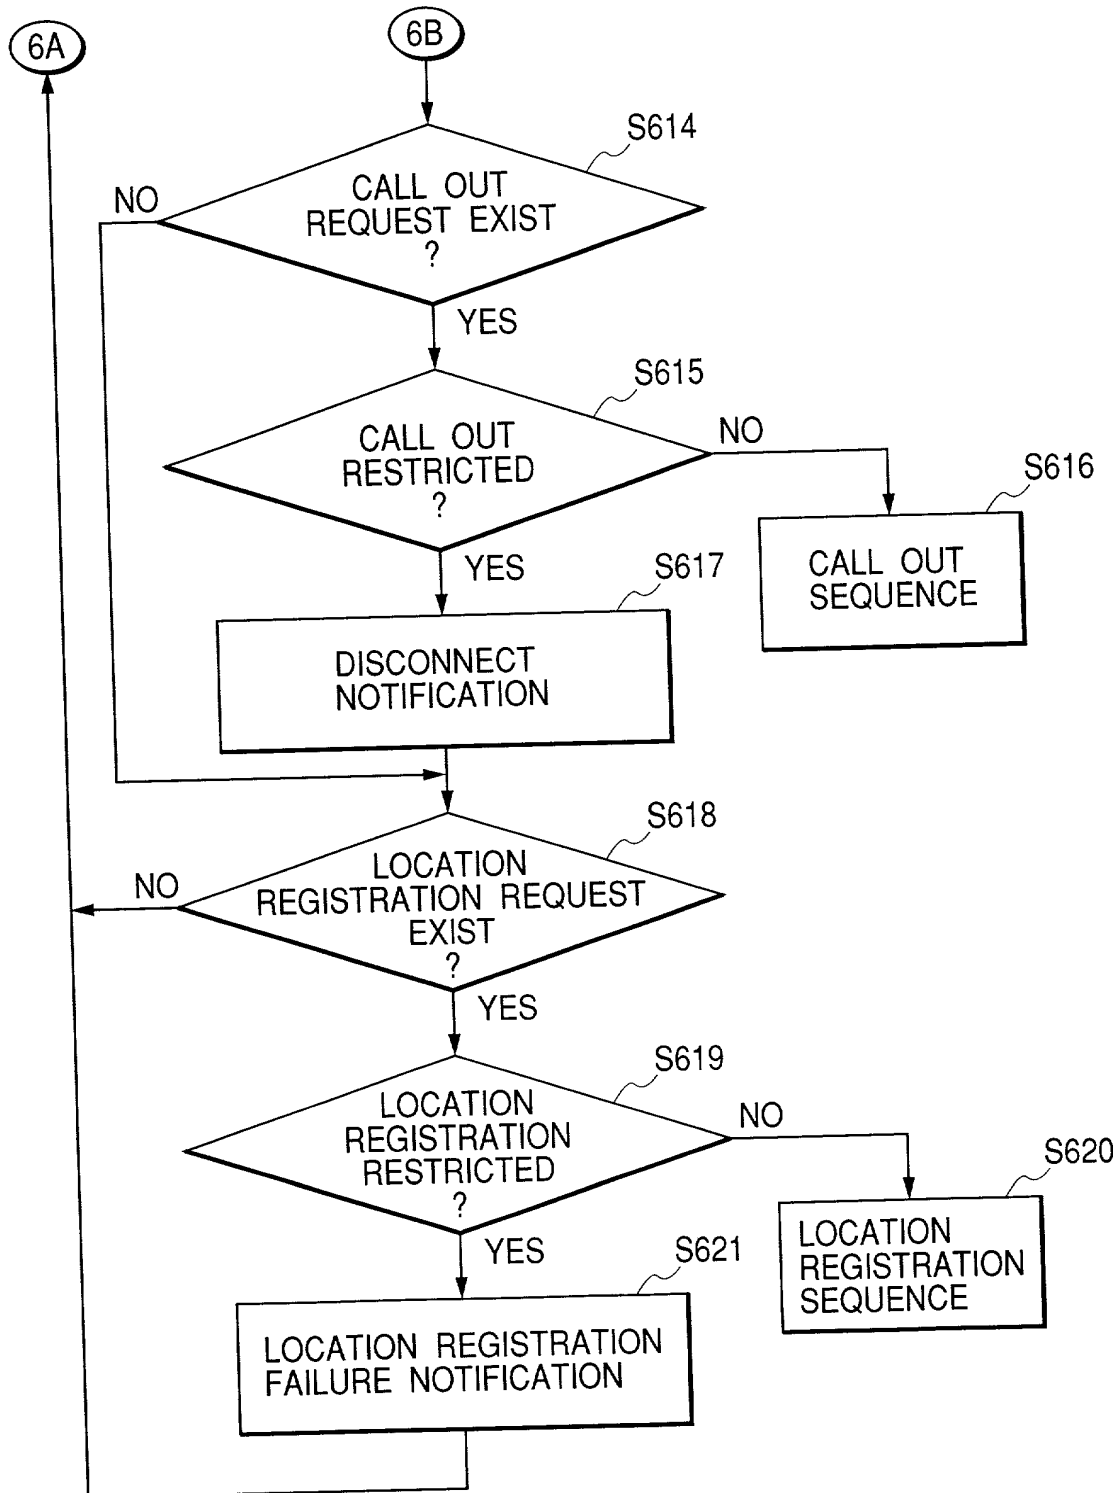 6A
6B
S614
NO
CALL OUT
REQUEST EXIST
?
YES
S615
CALL OUT
RESTRICTED
?
NO
S616
CALL OUT
SEQUENCE
YES
S617
DISCONNECT
NOTIFICATION
S618
NO
LOCATION
REGISTRATION REQUEST
EXIST
?
YES
S619
LOCATION
REGISTRATION
RESTRICTED
?
NO
S620
LOCATION
REGISTRATION
SEQUENCE
YES
S621
LOCATION REGISTRATION
FAILURE NOTIFICATION